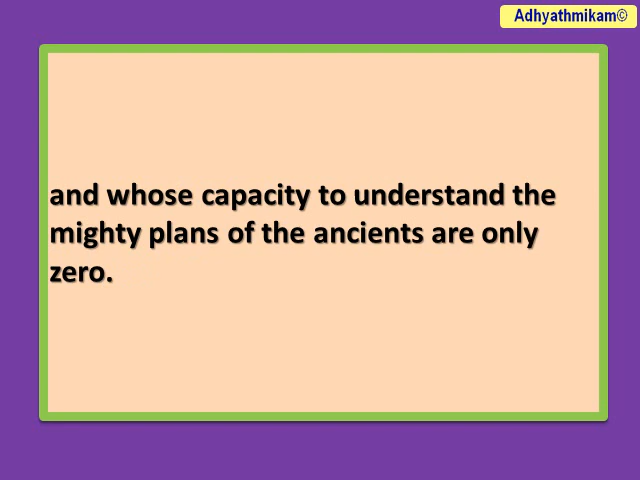 Adhyathmikam©
and whose capacity to understand the
mighty plans of the ancients are only
zero.